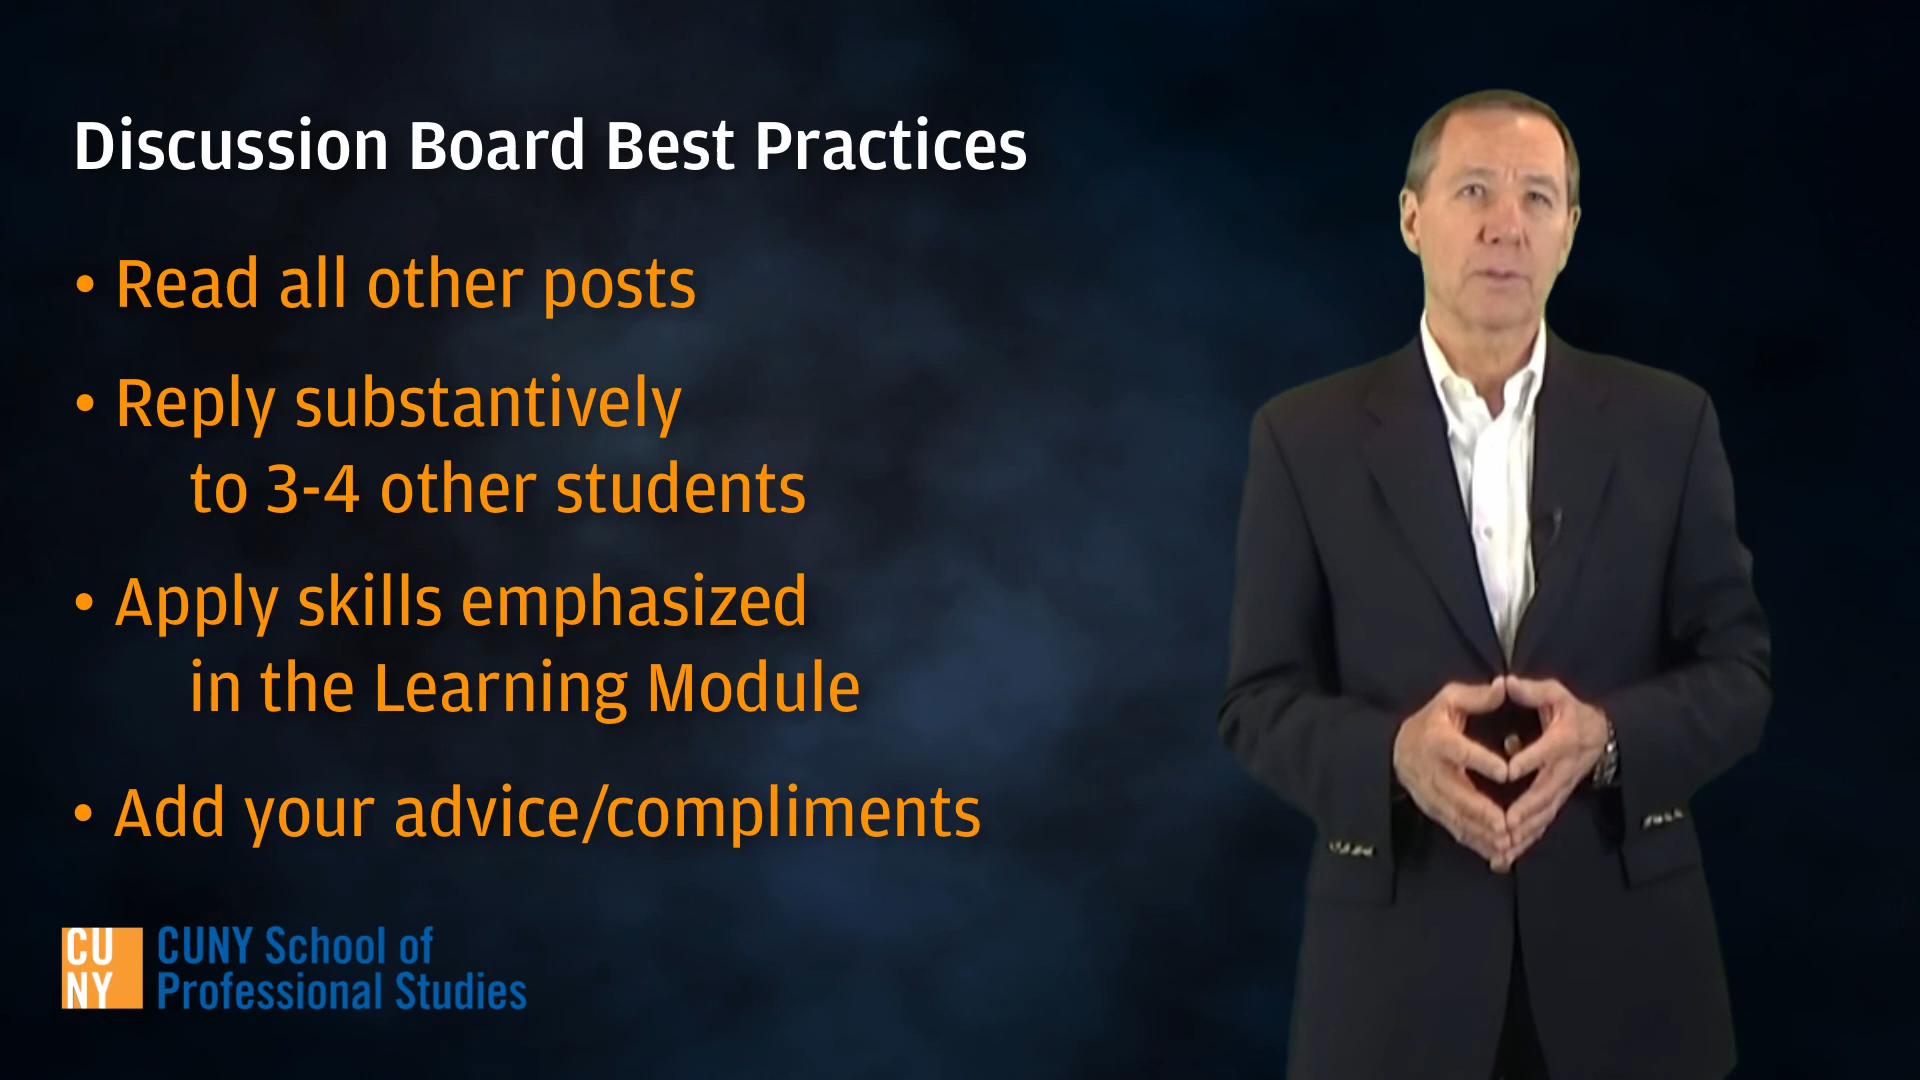 Discussion Board Best Practices
• Read all other posts
• Reply substantively
to 3-4 other students
• Apply skills emphasized
in the Learning Module
• Add your advice/compliments
CU
NY
CUNY School of
Professional Studies